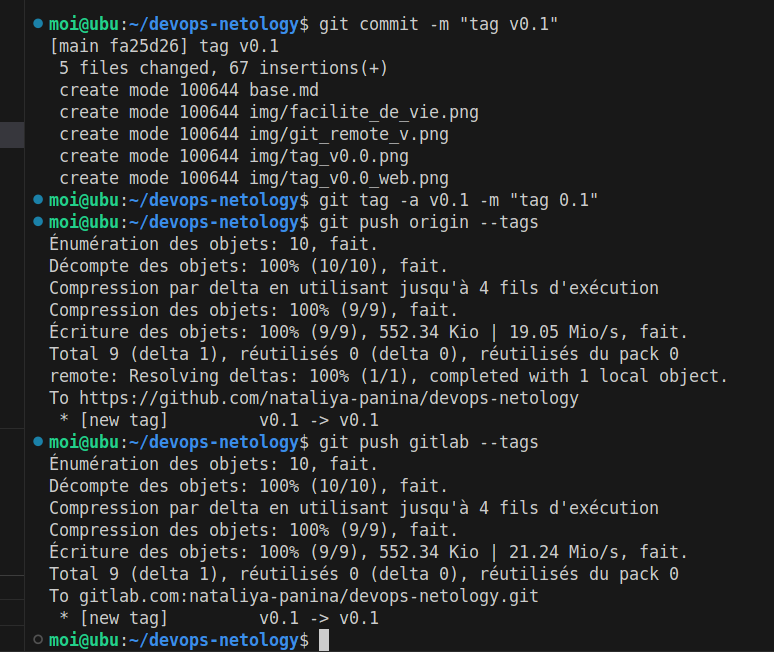 moi@ubu:~/devops-netology$ git commit -m "tag v0.1"
[main fa25d26] tag v0.1
 5 files changed, 67 insertions(+)
 create mode 100644 base.md
 create mode 100644 img/facilite_de_vie.png
 create mode 100644 img/git_remote_v.png
 create mode 100644 img/tag_v0.0.png
 create mode 100644 img/tag_v0.0_web.png
moi@ubu:~/devops-netology$ git tag -a v0.1 -m "tag 0.1"
moi@ubu:~/devops-netology$ git push origin --tags
Énumération des objets: 10, fait.
Décompte des objets: 100% (10/10), fait.
Compression par delta en utilisant jusqu'à 4 fils d'exécution
Compression des objets: 100% (9/9), fait.
Écriture des objets: 100% (9/9), 552.34 Kio | 19.05 Mio/s, fait.
Total 9 (delta 1), réutilisés 0 (delta 0), réutilisés du pack 0
remote: Resolving deltas: 100% (1/1), completed with 1 local object.
To https://github.com/nataliya-panina/devops-netology
 * [new tag]         v0.1 -> v0.1
moi@ubu:~/devops-netology$ git push gitlab --tags
Énumération des objets: 10, fait.
Décompte des objets: 100% (10/10), fait.
Compression par delta en utilisant jusqu'à 4 fils d'exécution
Compression des objets: 100% (9/9), fait.
Écriture des objets: 100% (9/9), 552.34 Kio | 21.24 Mio/s, fait.
Total 9 (delta 1), réutilisés 0 (delta 0), réutilisés du pack 0
To gitlab.com:nataliya-panina/devops-netology.git
 * [new tag]         v0.1 -> v0.1
moi@ubu:~/devops-netology$